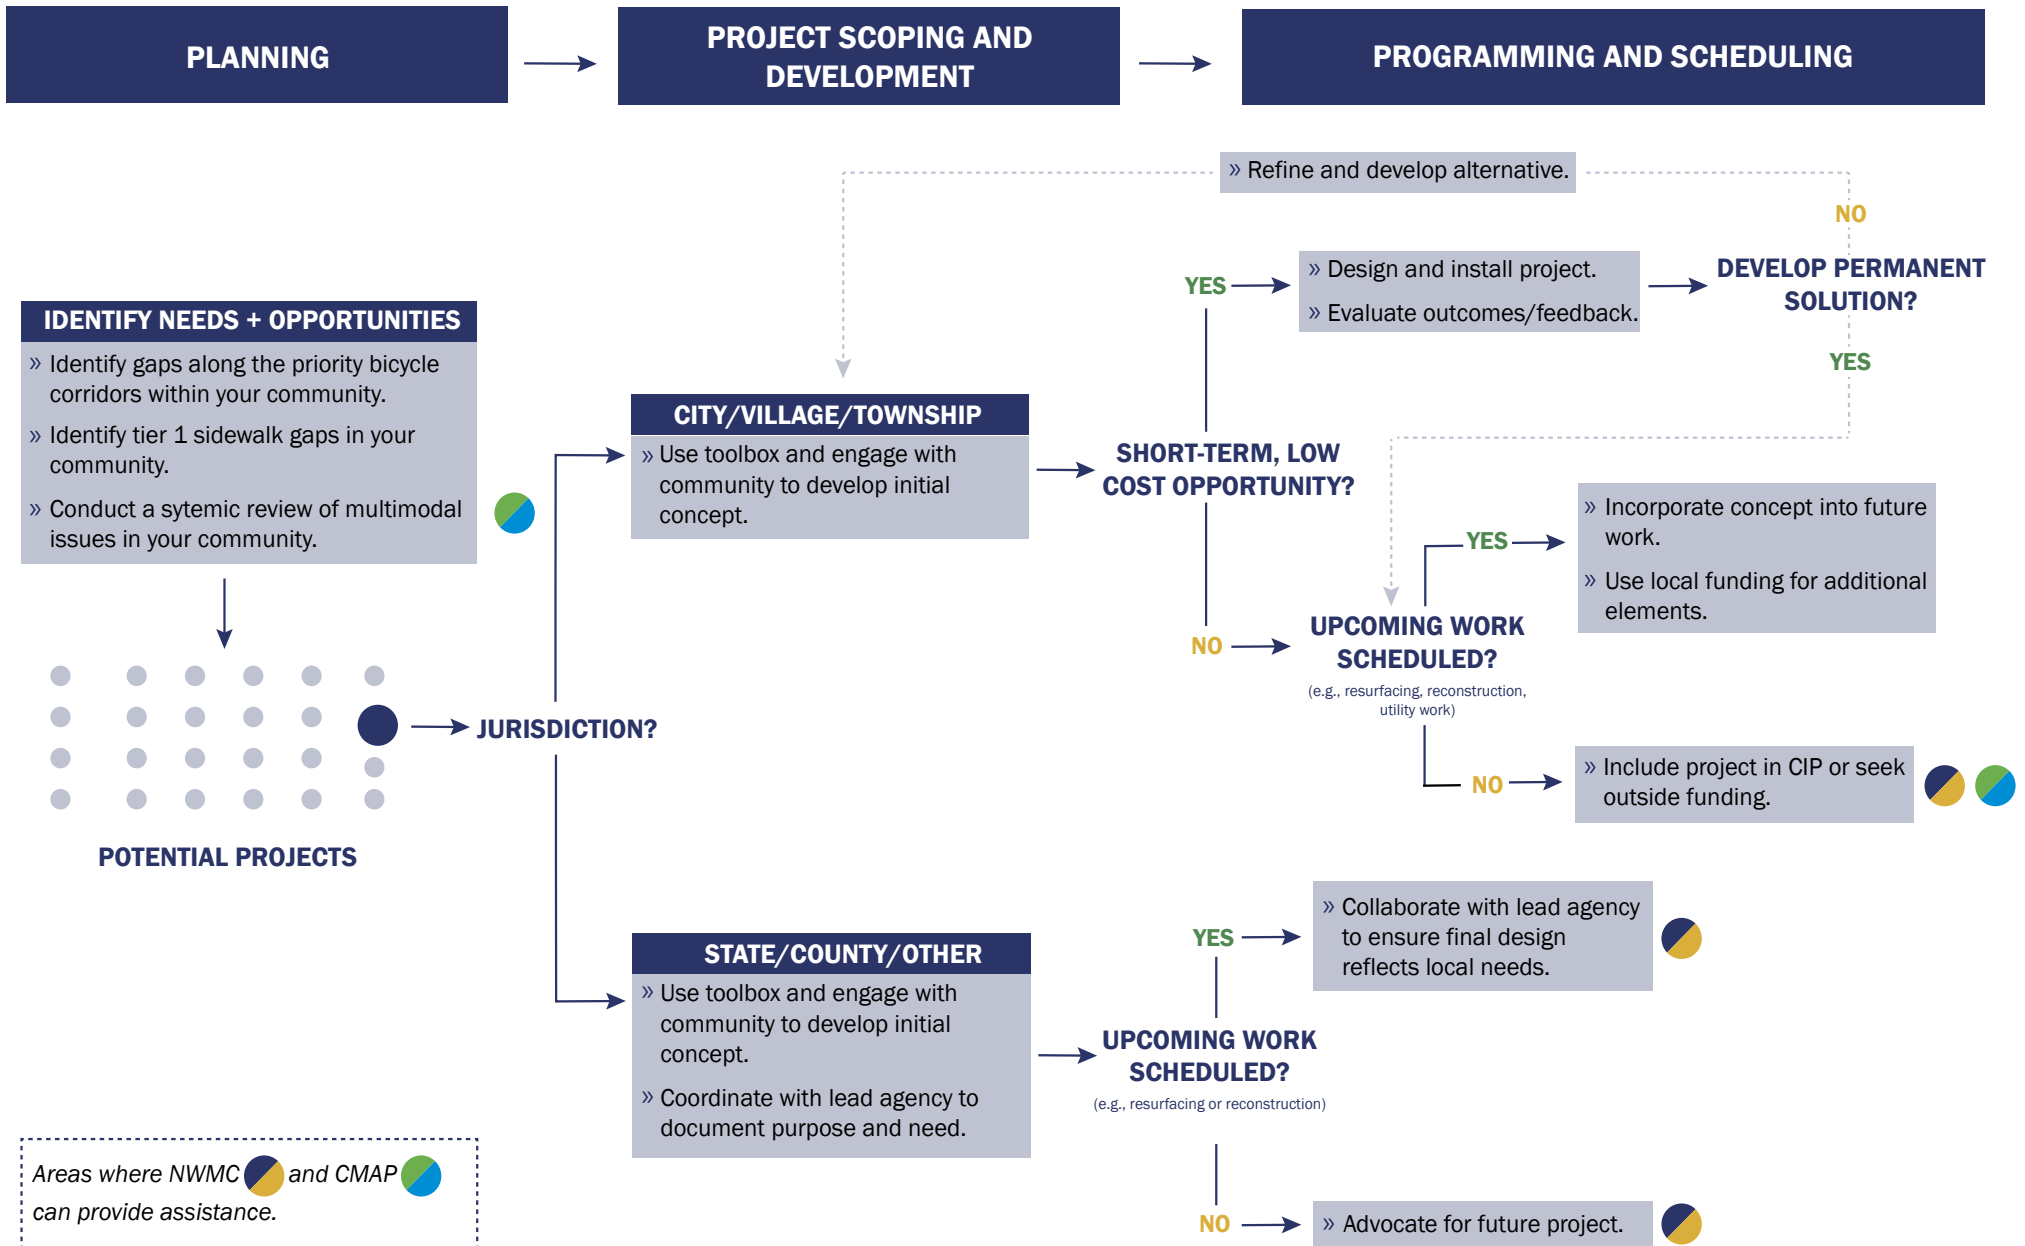 PLANNING
PROJECT SCOPING AND
DEVELOPMENT
PROGRAMMING AND SCHEDULING
» Refine and develop alternative.
NO
IDENTIFY NEEDS + OPPORTUNITIES
» Identify gaps along the priority bicycle
corridors within your community.
» Identify tier 1 sidewalk gaps in your
community.
» Conduct a sytemic review of multimodal
issues in your community.
POTENTIAL PROJECTS
JURISDICTION?
CITY/VILLAGE/TOWNSHIP
» Use toolbox and engage with
community to develop initial
concept.
SHORT-TERM, LOW
COST OPPORTUNITY?
YES
» Design and install project.
» Evaluate outcomes/feedback.
DEVELOP PERMANENT
SOLUTION?
YES
NO
UPCOMING WORK
SCHEDULED?
(e.g., resurfacing, reconstruction,
utility work)
YES
» Incorporate concept into future
work.
» Use local funding for additional
elements.
NO
» Include project in CIP or seek
outside funding.
STATE/COUNTY/OTHER
» Use toolbox and engage with
community to develop initial
concept.
» Coordinate with lead agency to
document purpose and need.
UPCOMING WORK
SCHEDULED?
(e.g., resurfacing or reconstruction)
YES
» Collaborate with lead agency
to ensure final design
reflects local needs.
NO
» Advocate for future project.
Areas where NWMC and CMAP
can provide assistance.